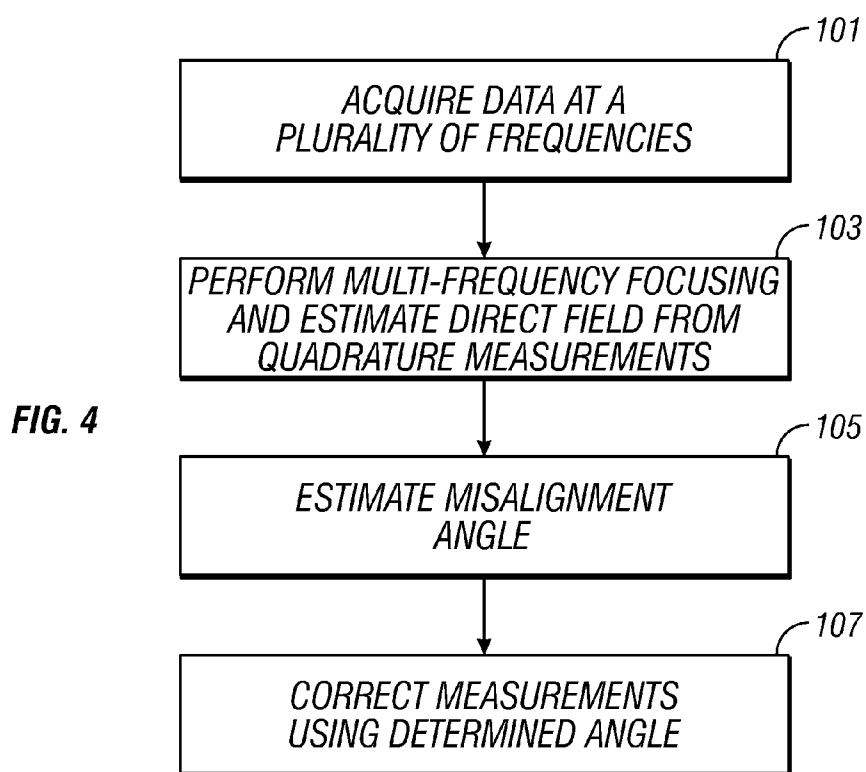 101
ACQUIRE DATA AT A
PLURALITY OF FREQUENCIES
103
PERFORM MULTI-FREQUENCY FOCUSING
AND ESTIMATE DIRECT FIELD FROM
QUADRATURE MEASUREMENTS
FIG. 4
105
ESTIMATE MISALIGNMENT
ANGLE
107
CORRECT MEASUREMENTS
USING DETERMINED ANGLE